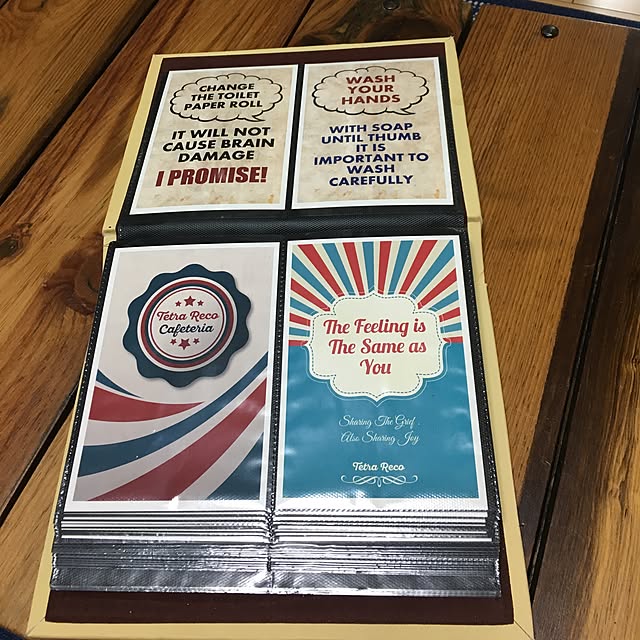 CHANGE
THE TOILET
PAPER ROLL
IT WILL NOT
CAUSE BRAIN
DAMAGE
I PROMISE!
WASH
YOUR
HANDS
WITH SOAP
UNTIL THUMB
IT IS
IMPORTANT TO
WASH
CAREFULLY
Tetra Reco
Cafeteria
The Feeling is
The Same as
You
Sharing The Grief .
Also Sharing Joy
Tetra Reco